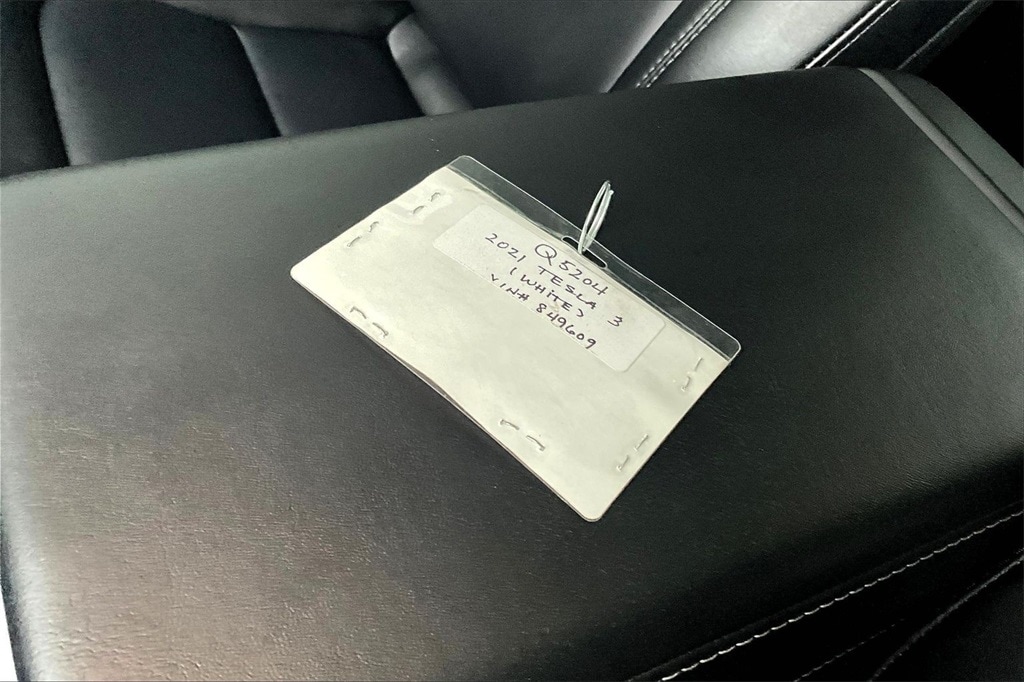 Q5204
2021 TESLA 3
(WHITE)
VIN# 849609